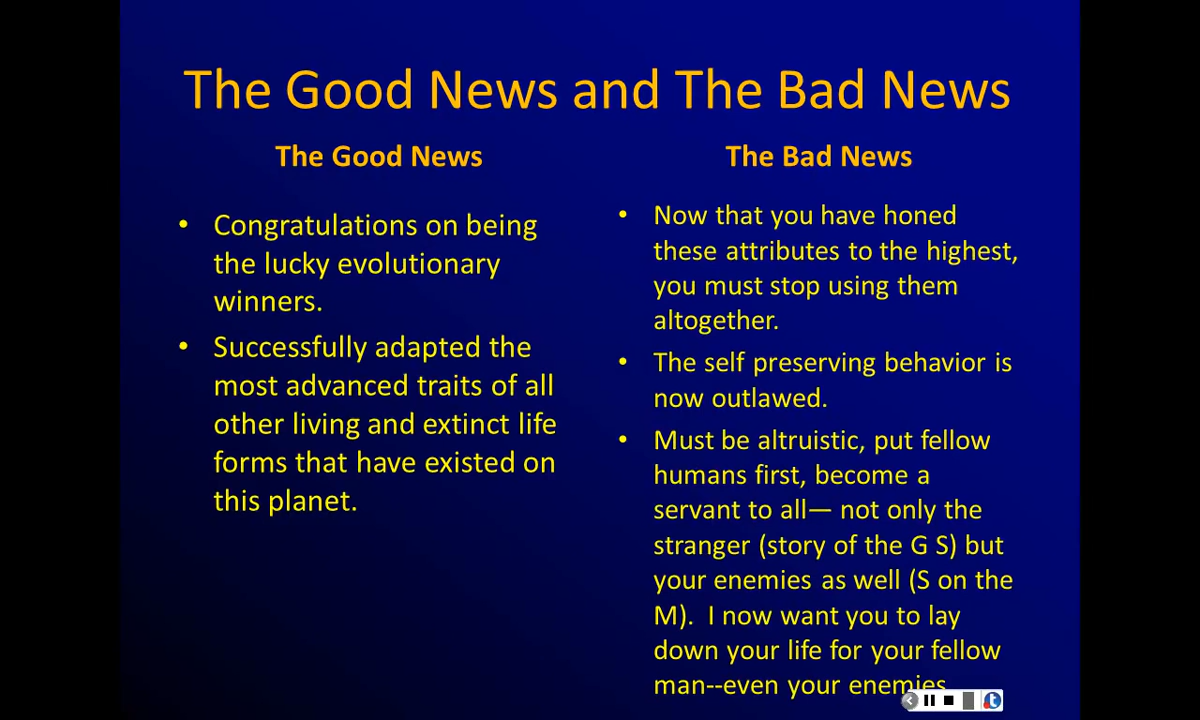 The Good News and The Bad News
The Good News
• Congratulations on being
the lucky evolutionary
winners.
• Successfully adapted the
most advanced traits of all
other living and extinct life
forms that have existed on
this planet.
The Bad News
• Now that you have honed
these attributes to the highest,
you must stop using them
altogether.
• The self preserving behavior is
now outlawed.
• Must be altruistic, put fellow
humans first, become a
servant to all— not only the
stranger (story of the G S) but
your enemies as well (S on the
M).  I now want you to lay
down your life for your fellow
man--even your enemies